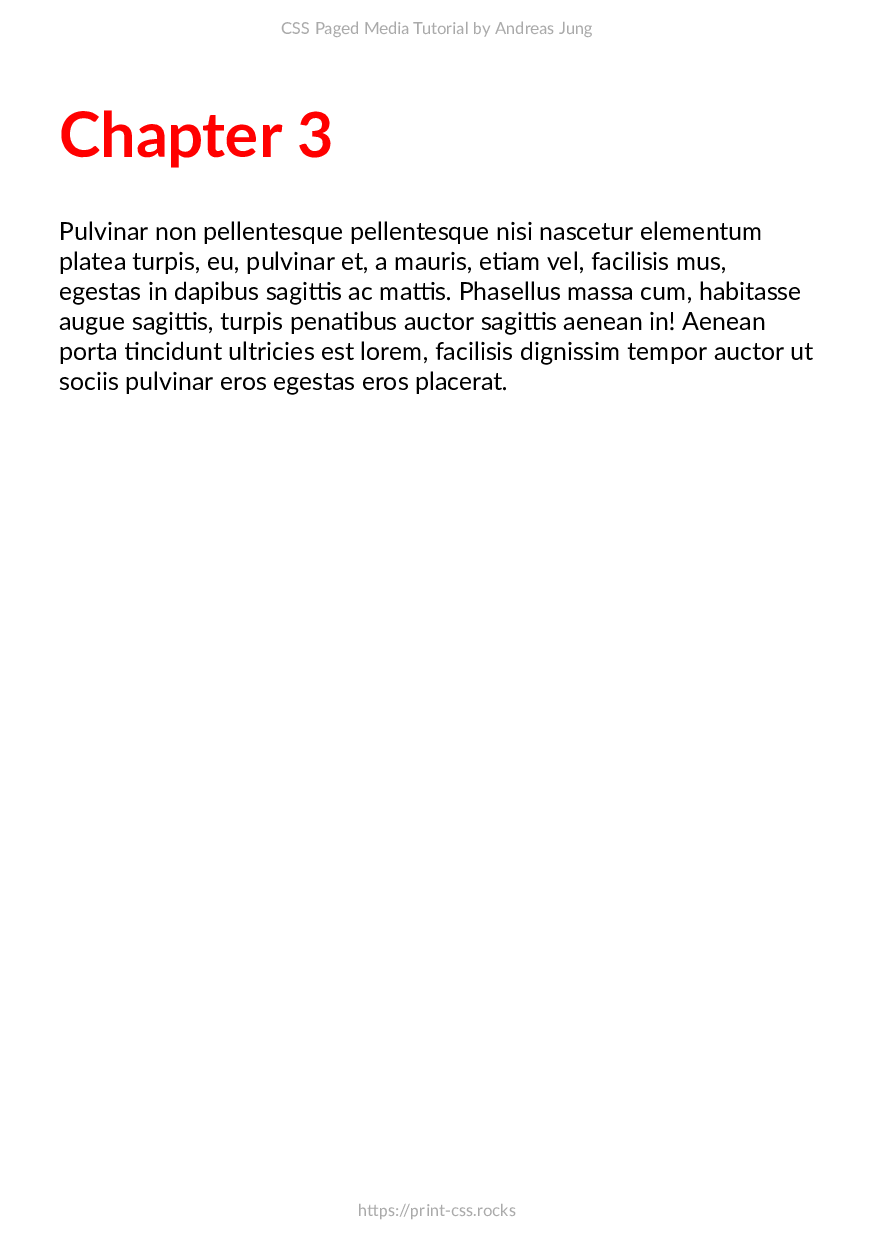 CSS Paged Media Tutorial by Andreas Jung
Chapter 3
Pulvinar non pellentesque pellentesque nisi nascetur elementum
platea turpis, eu, pulvinar et, a mauris, etiam vel, facilisis mus,
egestas in dapibus sagittis ac mattis. Phasellus massa cum, habitasse
augue sagittis, turpis penatibus auctor sagittis aenean in! Aenean
porta tincidunt ultricies est lorem, facilisis dignissim tempor auctor ut
sociis pulvinar eros egestas eros placerat.
https://print-css.rocks